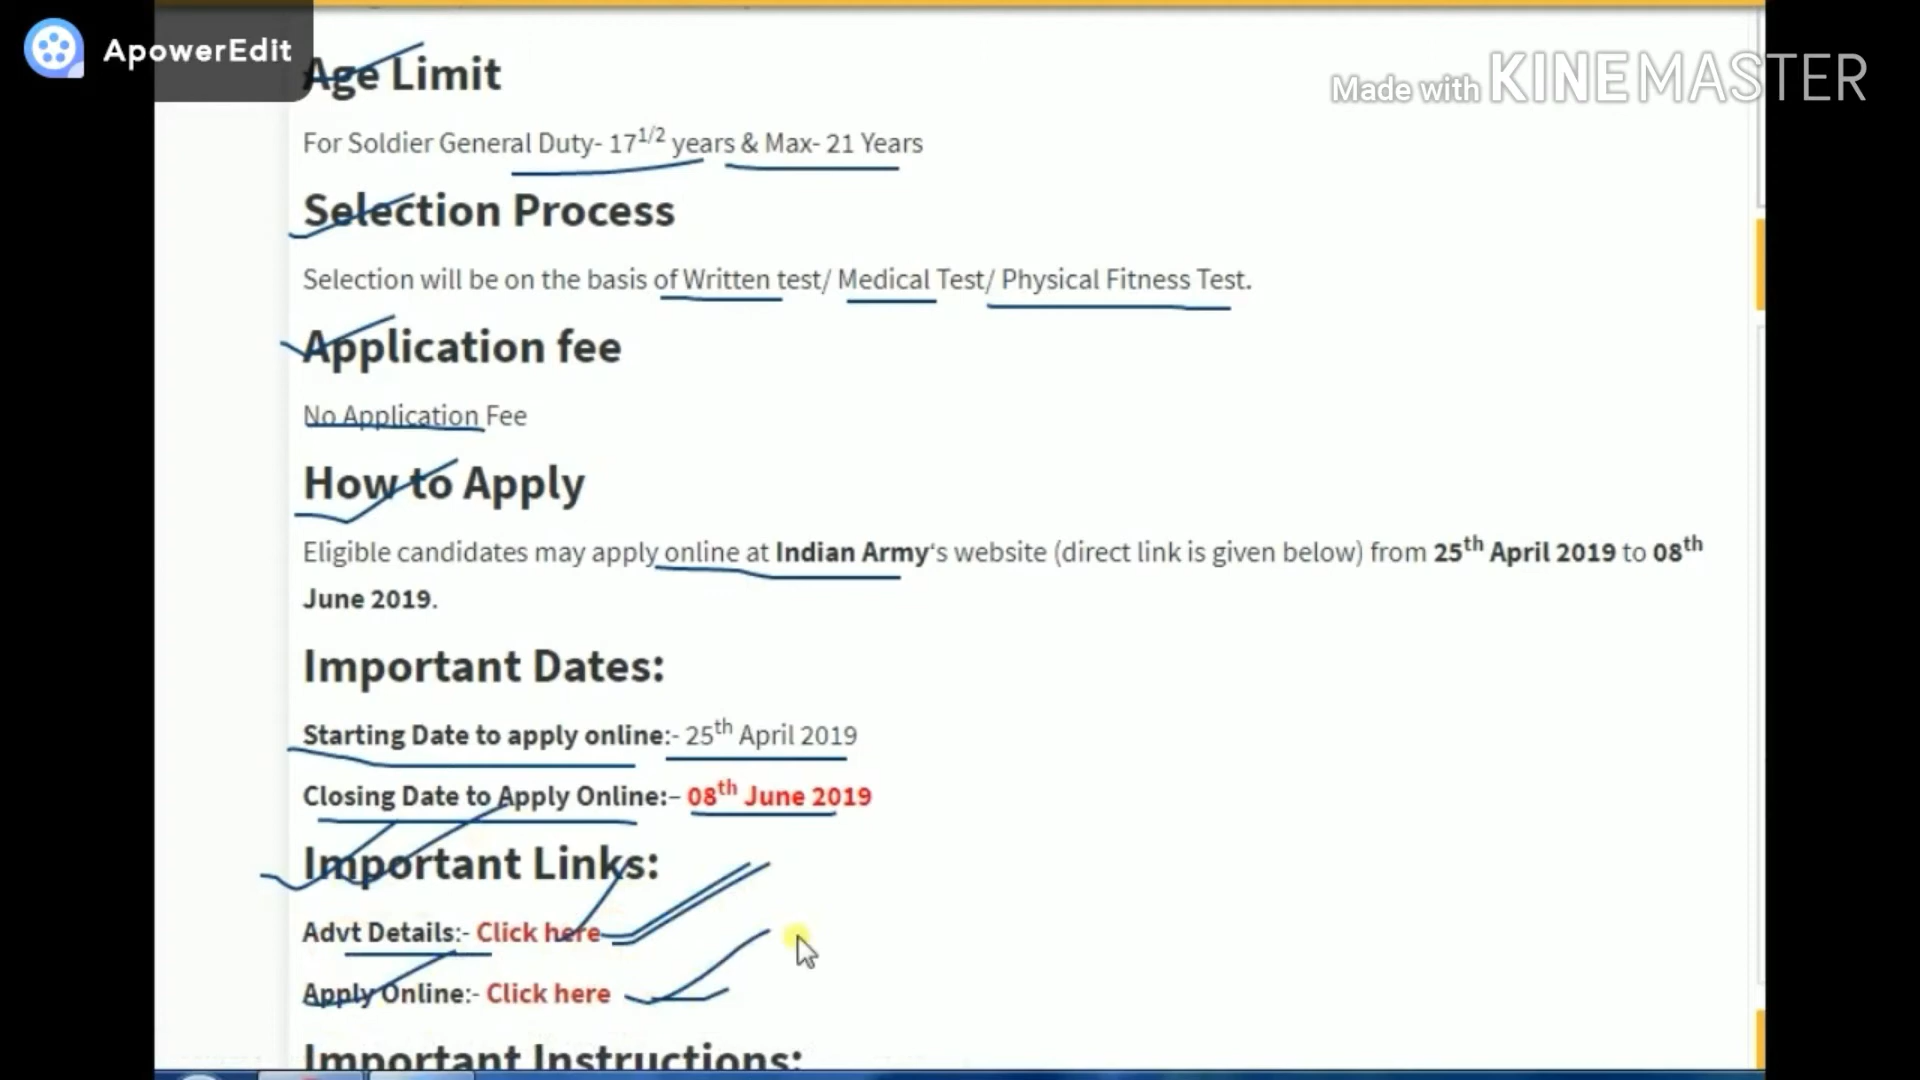 ApowerEdit
Made with KINEMASTER
Age Limit
For Soldier General Duty- 17 1/2 years & Max- 21 Years
Selection Process
Selection will be on the basis of Written test/ Medical Test/ Physical Fitness Test.
Application fee
No Application Fee
How to Apply
Eligible candidates may apply online at Indian Army‘s website (direct link is given below) from 25th April 2019 to 08th
June 2019.
Important Dates:
Starting Date to apply online:- 25th April 2019
Closing Date to Apply Online:– 08th June 2019
Important Links:
Advt Details:- Click here
Apply Online:- Click here
Important Instructions: